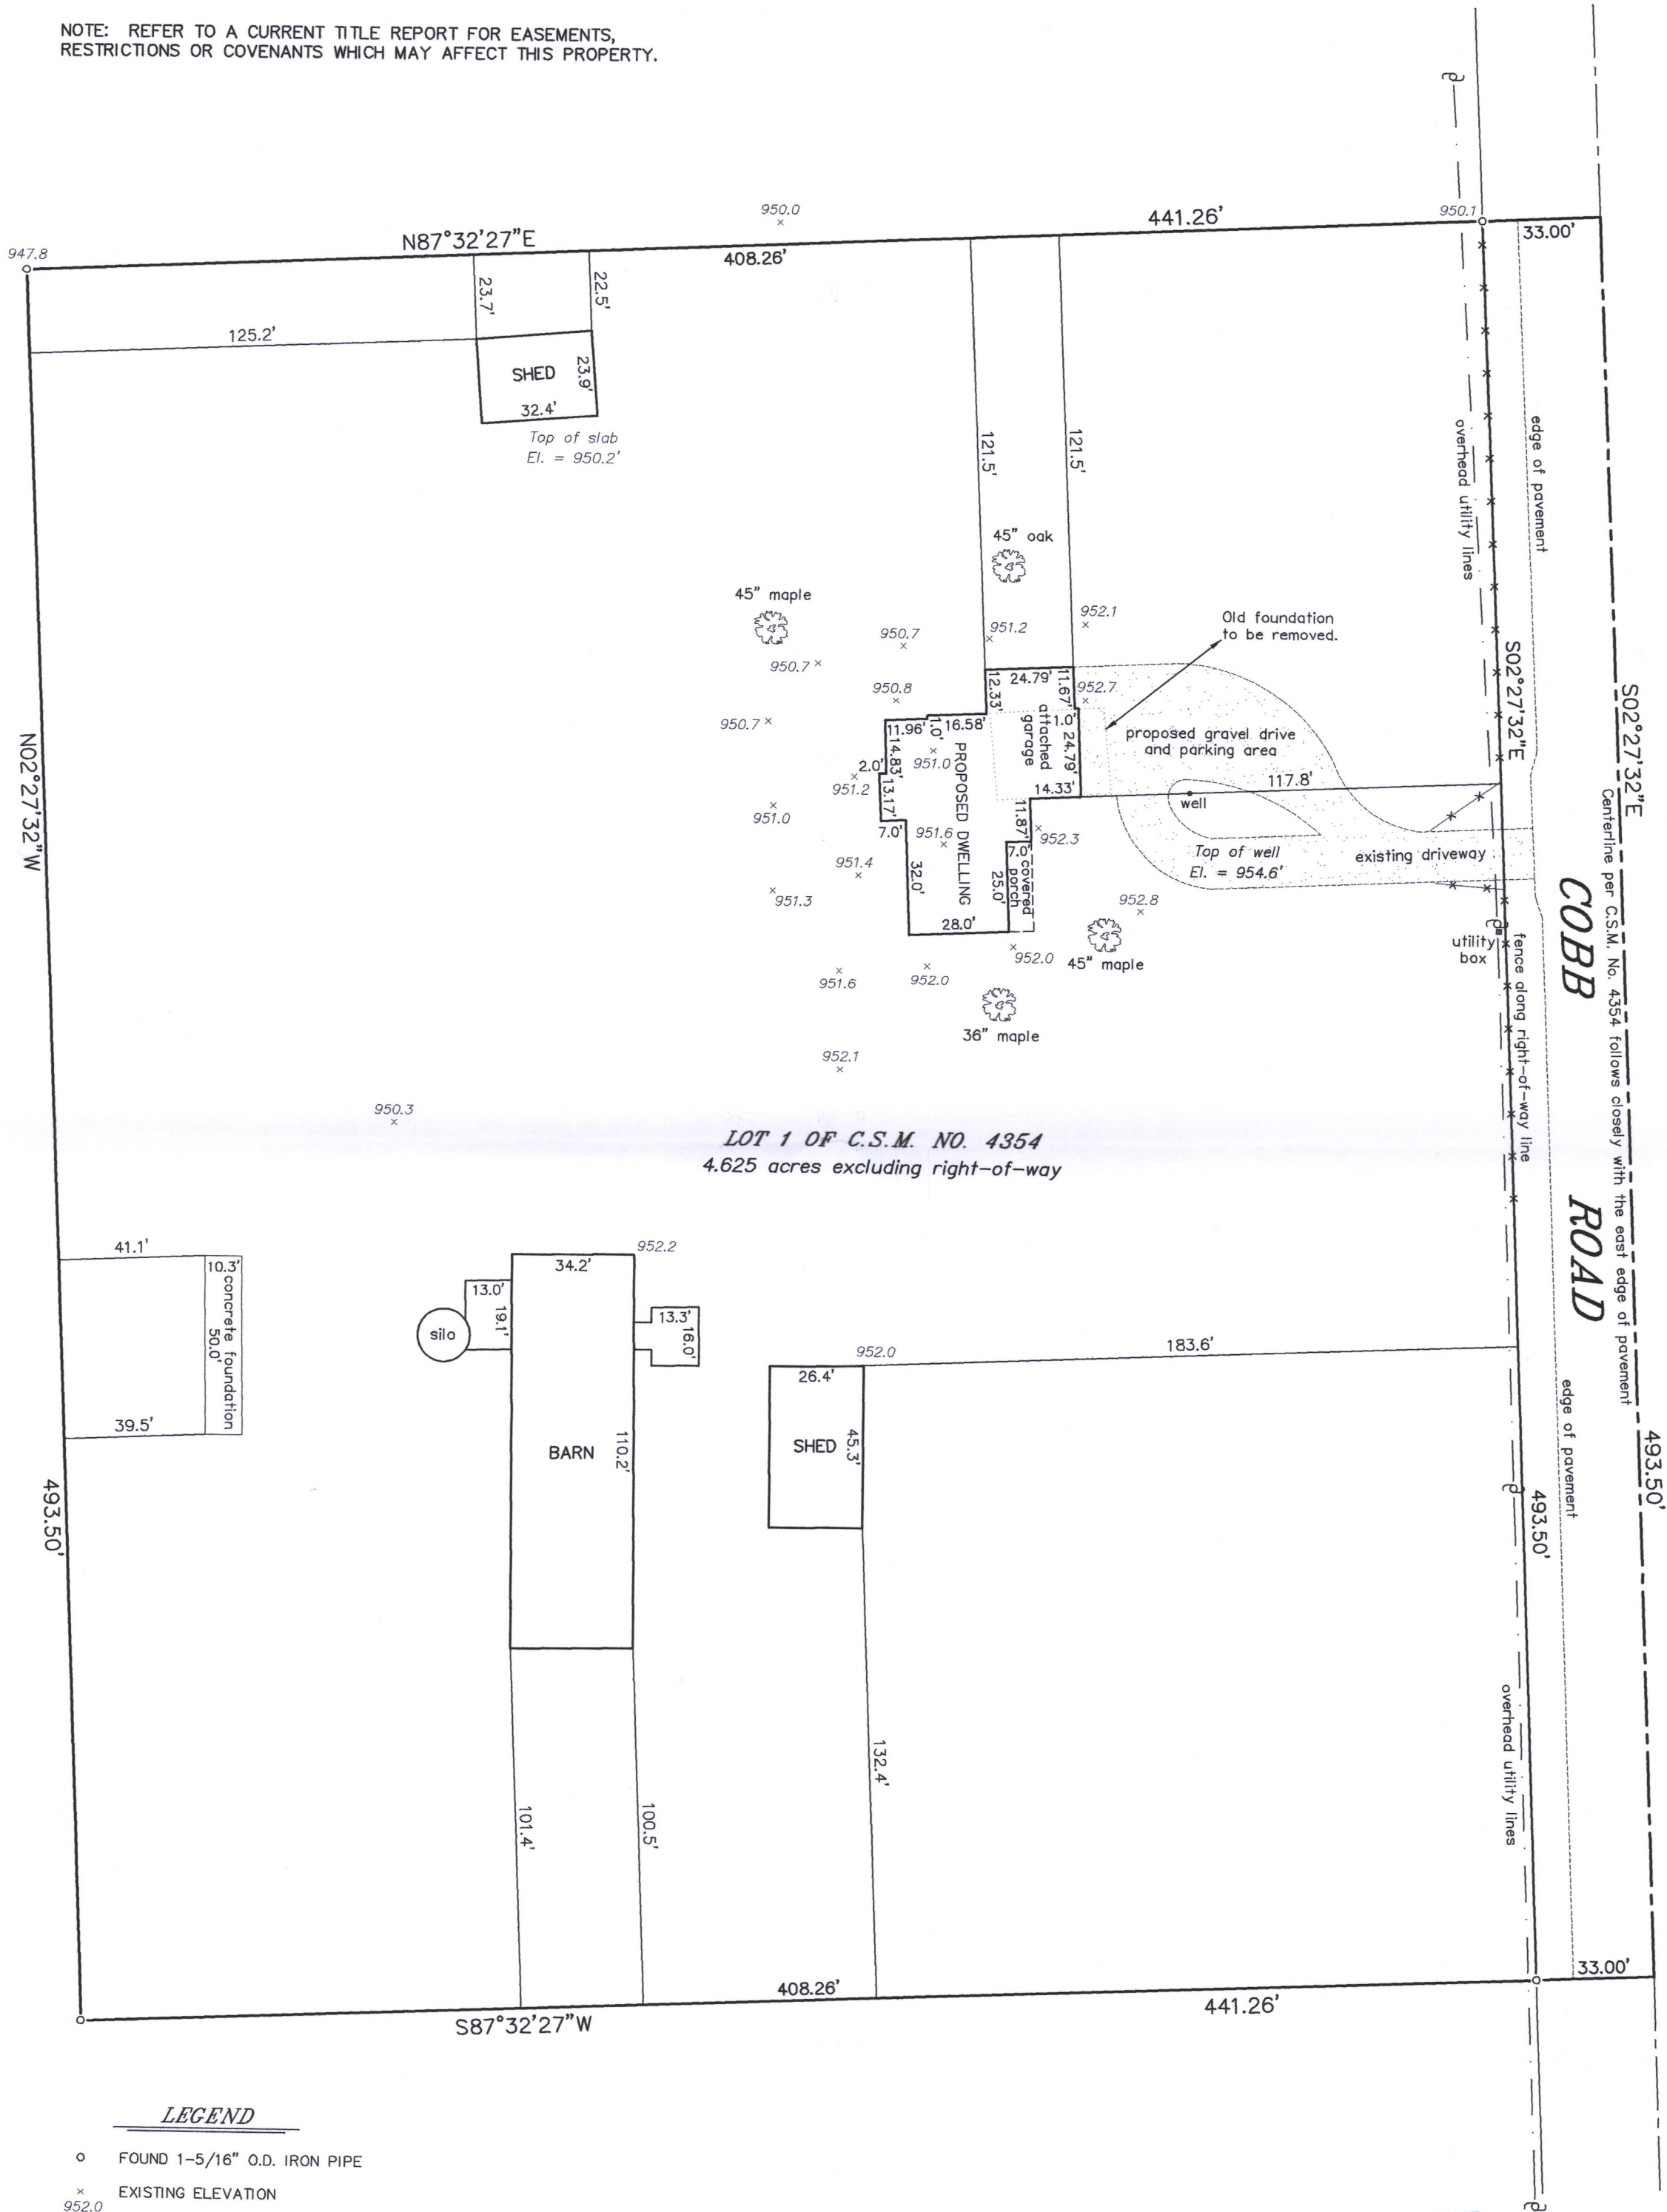 NOTE: REFER TO A CURRENT TITLE REPORT FOR EASEMENTS,
RESTRICTIONS OR COVENANTS WHICH MAY AFFECT THIS PROPERTY.
950.0
441.26'
950.1
33.00'
N87°32'27"E
408.26'
947.8
23.7'
22.5'
125.2'
SHED
23.9'
32.4'
Top of slab
El. = 950.2'
121.5'
121.5'
overhead utility lines
edge of pavement
45" oak
45" maple
952.1
951.2
950.7
950.7
Old foundation
to be removed.
S02°27'32"E
S02°27'32"E
950.8
12.33'
24.79'
11.67'
952.7
950.7
11.96'
1.0'
16.58'
attached
garage
1.0'
24.79'
proposed gravel drive
and parking area
14.83'
951.0
2.0'
951.2
13.17'
PROPOSED DWELLING
14.33'
117.8'
well
951.0
7.0'
951.6
11.87'
952.3
951.4
32.0'
7.0'
covered
porch
25.0'
Top of well
El. = 954.6'
existing driveway
951.3
28.0'
952.8
952.0
45" maple
utility
box
951.6
952.0
36" maple
952.1
fence along right-of-way line
COBB ROAD
Centerline per C.S.M. No. 4354 follows closely with the east edge of pavement
N02°27'32"W
950.3
LOT 1 OF C.S.M. NO. 4354
4.625 acres excluding right-of-way
41.1'
10.3'
concrete foundation
50.0'
39.5'
34.2'
952.2
13.0'
19.1'
silo
13.3'
16.0'
BARN
110.2'
952.0
183.6'
26.4'
SHED
45.3'
edge of pavement
493.50'
493.50'
493.50'
overhead utility lines
132.4'
101.4'
100.5'
408.26'
33.00'
441.26'
S87°32'27"W
LEGEND
FOUND 1-5/16" O.D. IRON PIPE
EXISTING ELEVATION
952.0